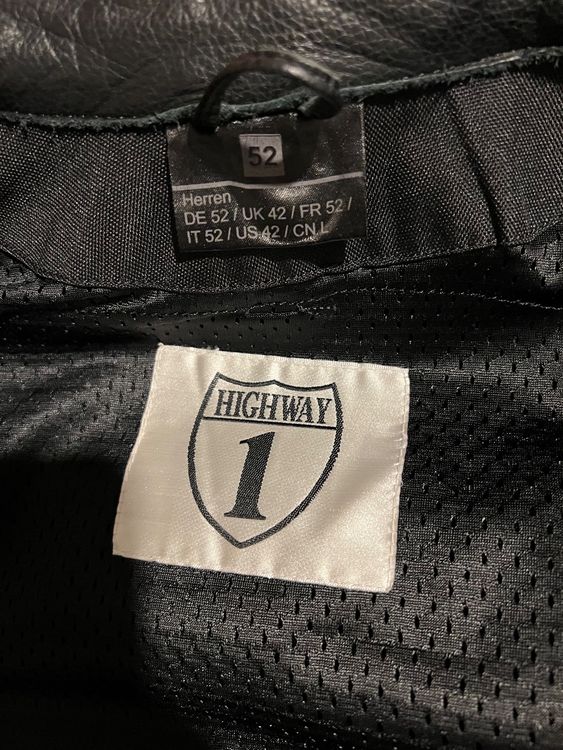 52
Herren
DE 52 / UK 42 / FR 52 /
IT 52 / US 42 / CN L
HIGHWAY
1